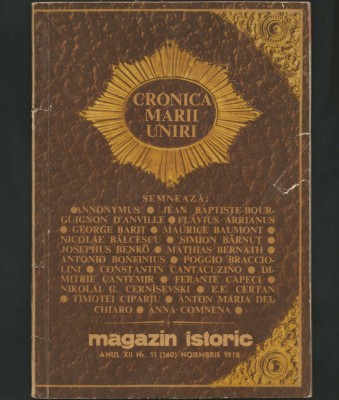 CRONICA
MARII
UNIRI
SEMNEAZĂ:
●ANNONYMUS ● JEAN BAPTISTE-BOUR-
GUIGNON D'ANVILLE ●FLAVIUS ARRIANUS
● GEORGE BARIȚ ● MAURICE BAUMONT ●
NICOLAE BĂLCESCU ● SIMION BĂRNUȚ ●
JOSEPHUS BENKÖ ● MATHIAS BERNATH ●
ANTONIO BONFINIUS ● POGGIO BRACCIO-
LINI ● CONSTANTIN CANTACUZINO ● DI-
MITRIE CANTEMIR ● FERANTE CAPECI ●
NIKOLAI G. CERNÎȘEVSKI ● E.E. CERTAN
● TIMOTEI CIPARIU ● ANTON MARIA DEL
CHIARO ● ANNA COMNENA ●
magazin istoric
ANUL XII Nr. 11 (140) NOIEMBRIE 1978